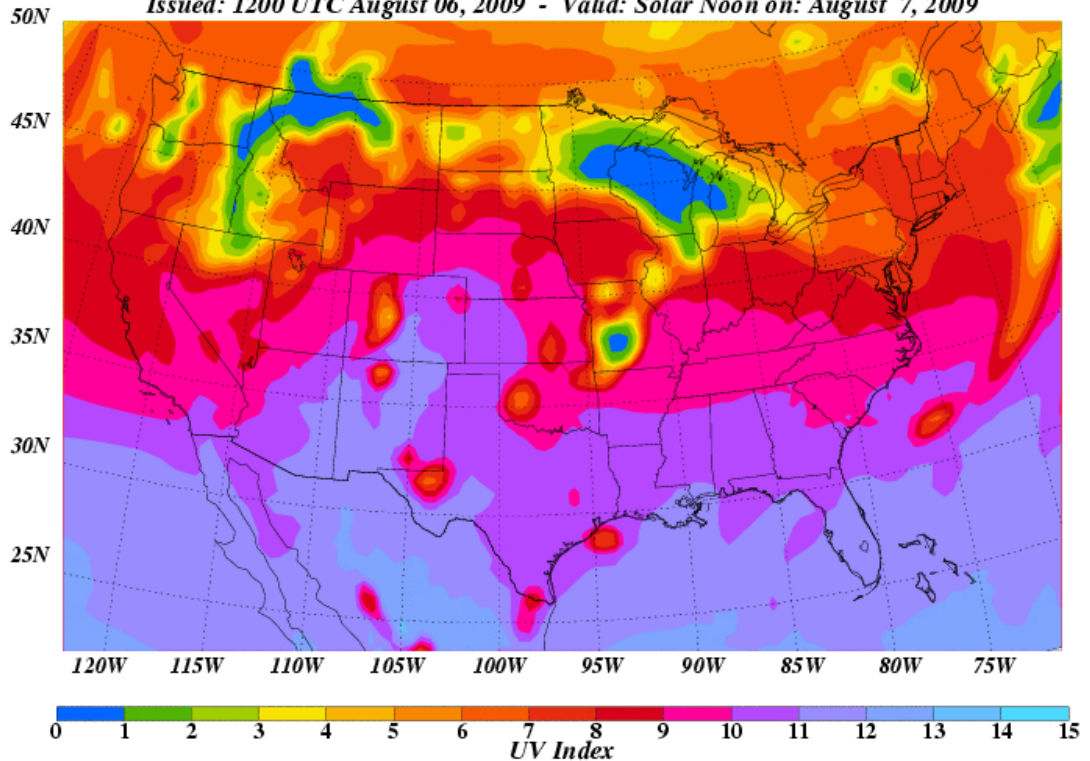 Issued: 1200 UTC August 06, 2009 - Valid: Solar Noon on: August 7, 2009
50N
45N
40N
35N
30N
25N
120W 115W 110W 105W 100W 95W 90W 85W 80W 75W
0 1 2 3 4 5 6 7 8 9 10 11 12 13 14 15
UV Index